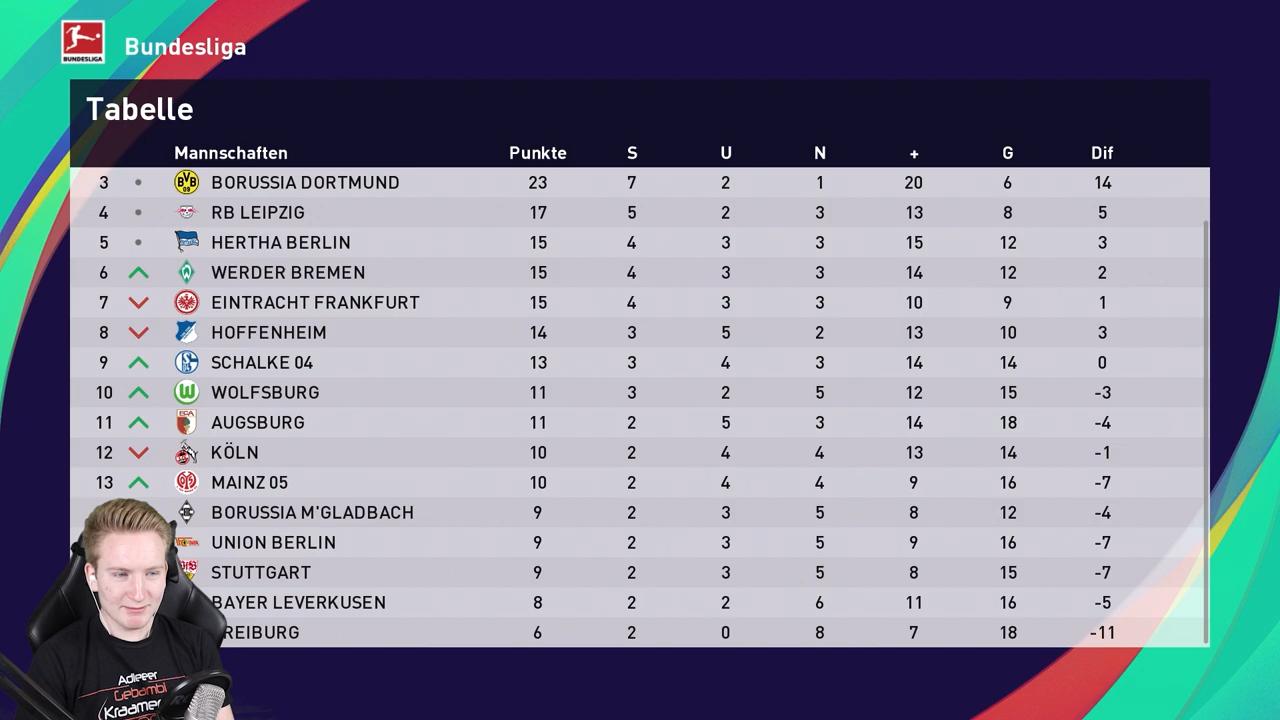 BUNDESLIGA
Bundesliga
Tabelle
Mannschaften Punkte S U N + G Dif
3 BVB 09 BORUSSIA DORTMUND 23 7 2 1 20 6 14
4 RB LEIPZIG 17 5 2 3 13 8 5
5 HERTHA BERLIN 15 4 3 3 15 12 3
6 WERDER BREMEN 15 4 3 3 14 12 2
7 EINTRACHT FRANKFURT 15 4 3 3 10 9 1
8 HOFFENHEIM 14 3 5 2 13 10 3
9 SCHALKE 04 13 3 4 3 14 14 0
10 WOLFSBURG 11 3 2 5 12 15 -3
11 FCA AUGSBURG 11 2 5 3 14 18 -4
12 KÖLN 10 2 4 4 13 14 -1
13 MAINZ 05 10 2 4 4 9 16 -7
BORUSSIA M'GLADBACH 9 2 3 5 8 12 -4
UNION BERLIN 9 2 3 5 9 16 -7
STUTTGART 9 2 3 5 8 15 -7
BAYER LEVERKUSEN 8 2 2 6 11 16 -5
REIBURG 6 2 0 8 7 18 -11
Adleeer
Gebambl
Kraamer